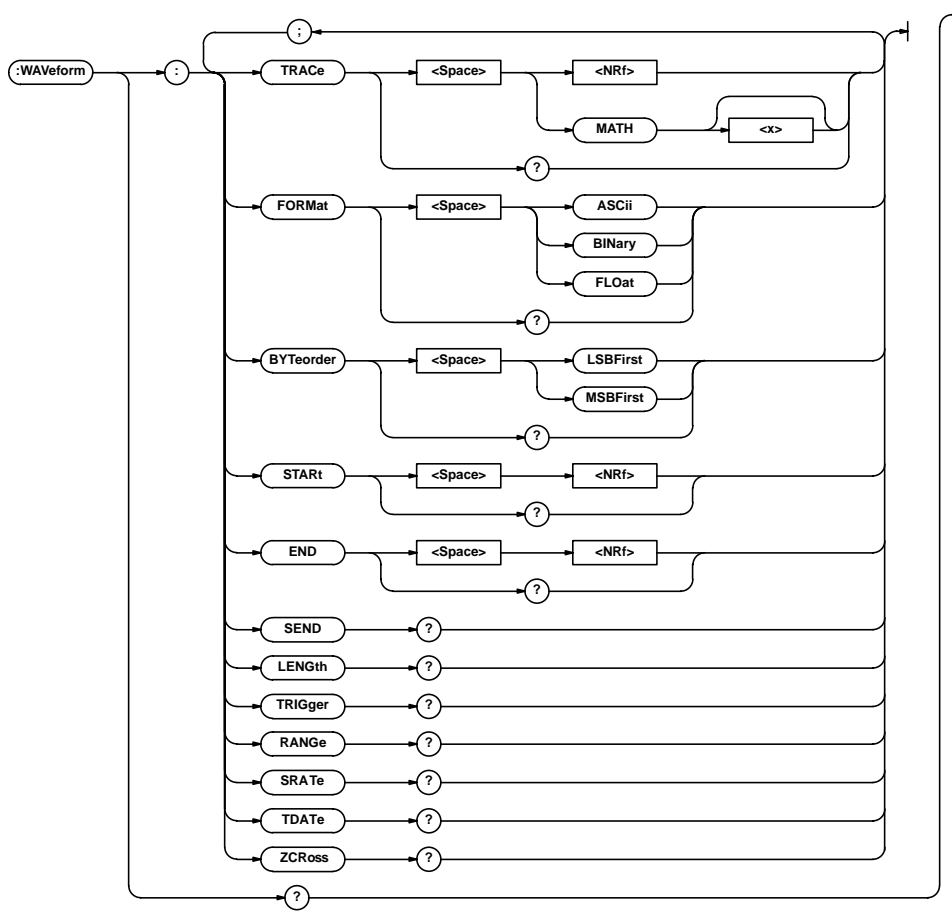 ;
:WAVeform : TRACe <Space> <NRf>
MATH <x>
?
FORMat <Space> ASCii
BINary
FLOat
?
BYTeorder <Space> LSBFirst
MSBFirst
?
STARt <Space> <NRf>
?
END <Space> <NRf>
?
SEND ?
LENGth ?
TRIGger ?
RANGe ?
SRATe ?
TDATe ?
ZCRoss ?
?